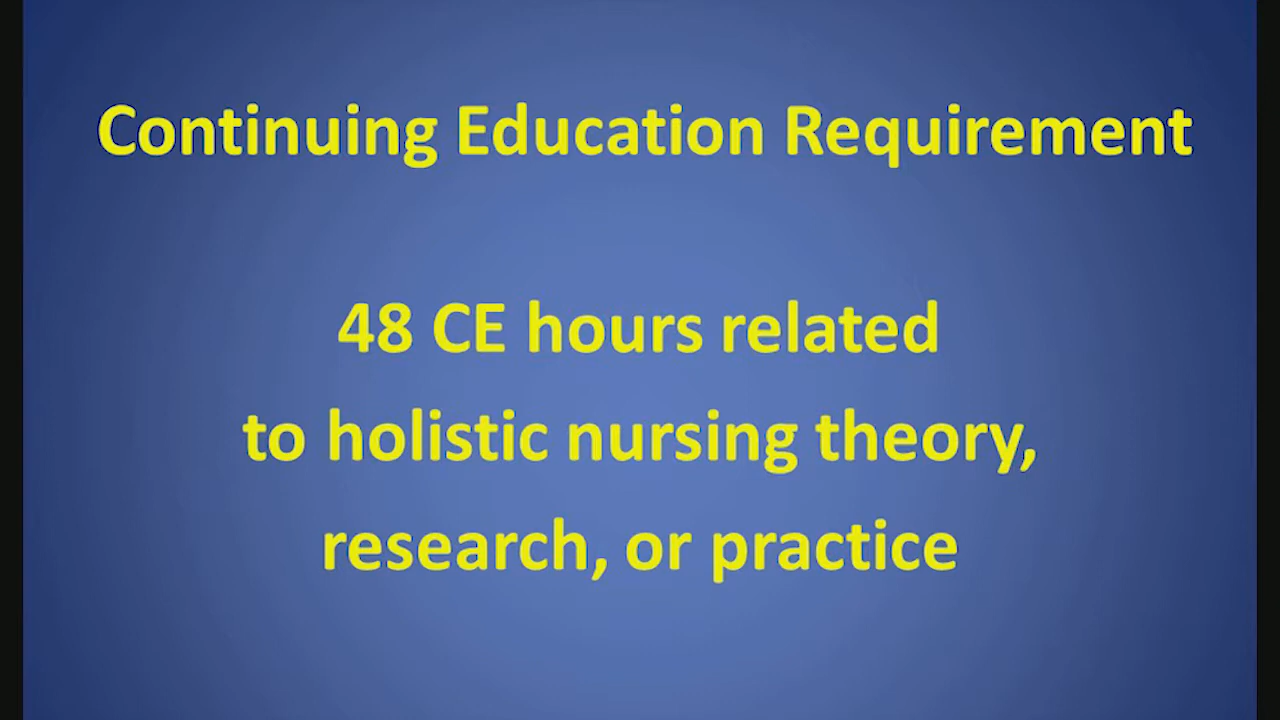 Continuing Education Requirement
48 CE hours related
to holistic nursing theory,
research, or practice